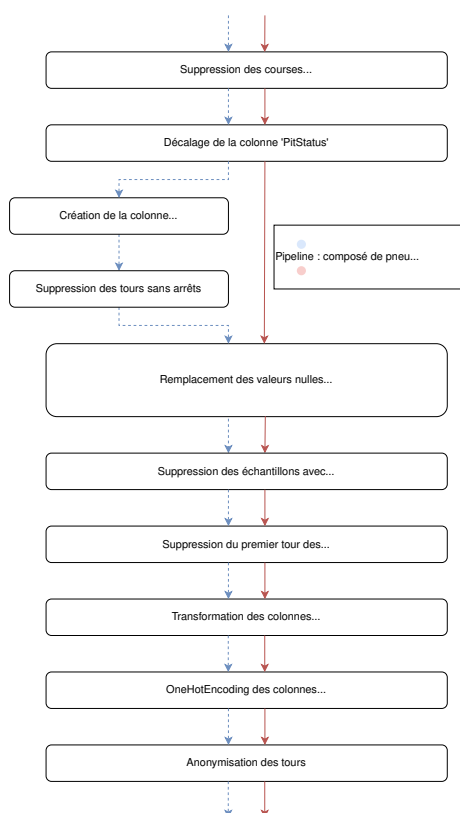 Suppression des courses...
Décalage de la colonne 'PitStatus'
Création de la colonne...
Pipeline : composé de pneu...
Suppression des tours sans arrêts
Remplacement des valeurs nulles...
Suppression des échantillons avec...
Suppression du premier tour des...
Transformation des colonnes...
OneHotEncoding des colonnes...
Anonymisation des tours